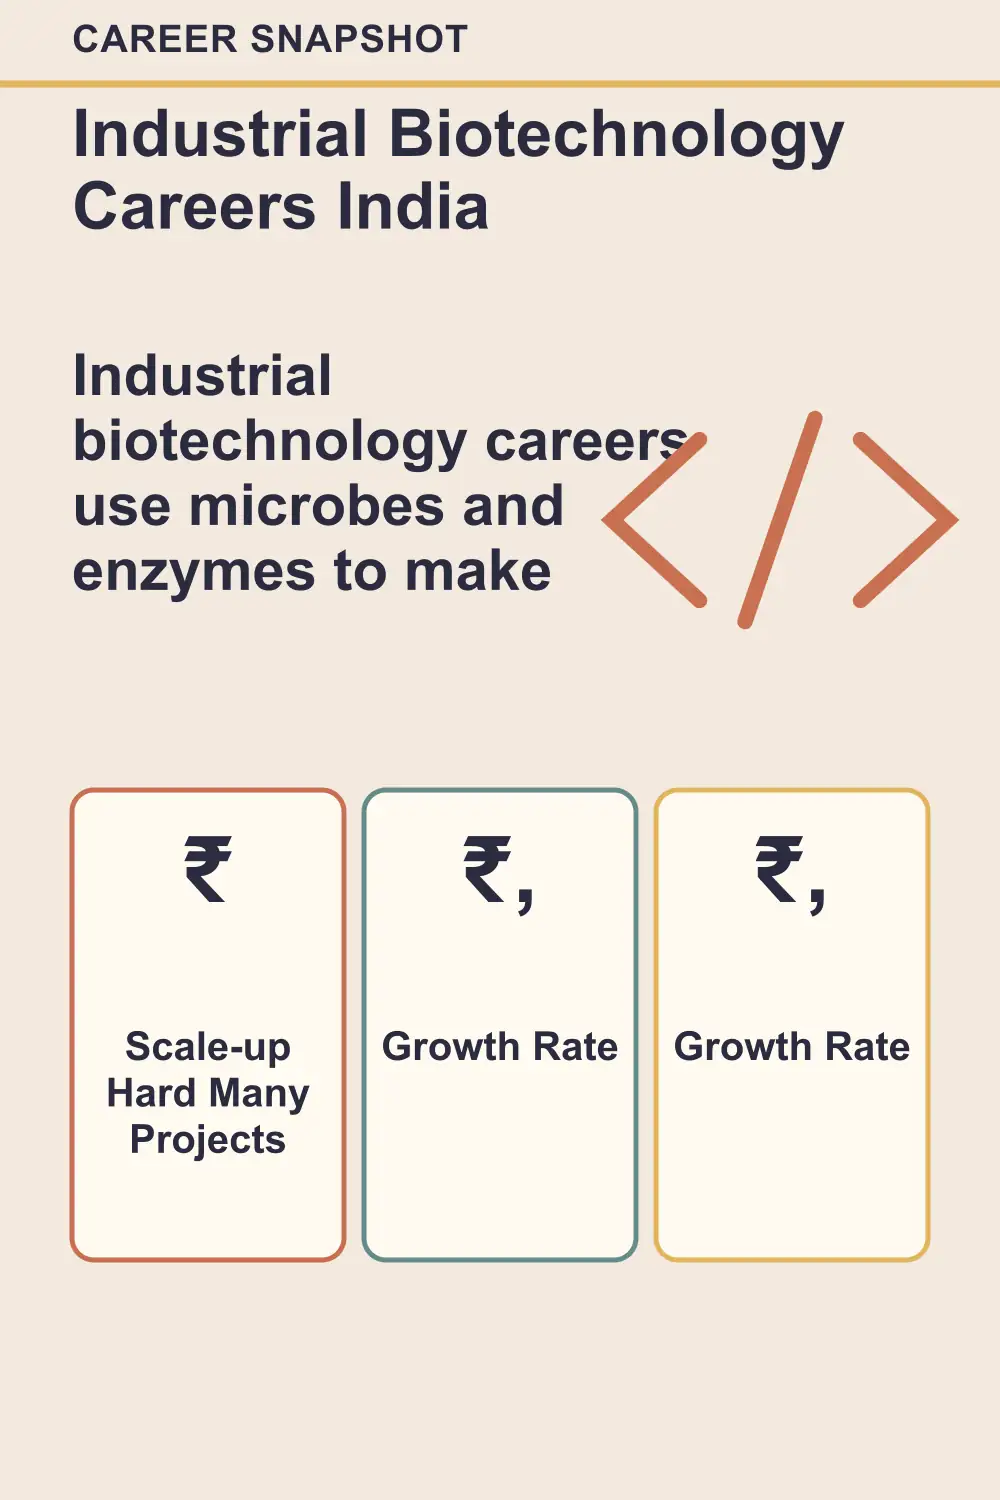 CAREER SNAPSHOT
Industrial Biotechnology
Careers India
Industrial
biotechnology careers
use microbes and
enzymes to make
₹
Scale-up
Hard Many
Projects
₹,
Growth Rate
₹,
Growth Rate